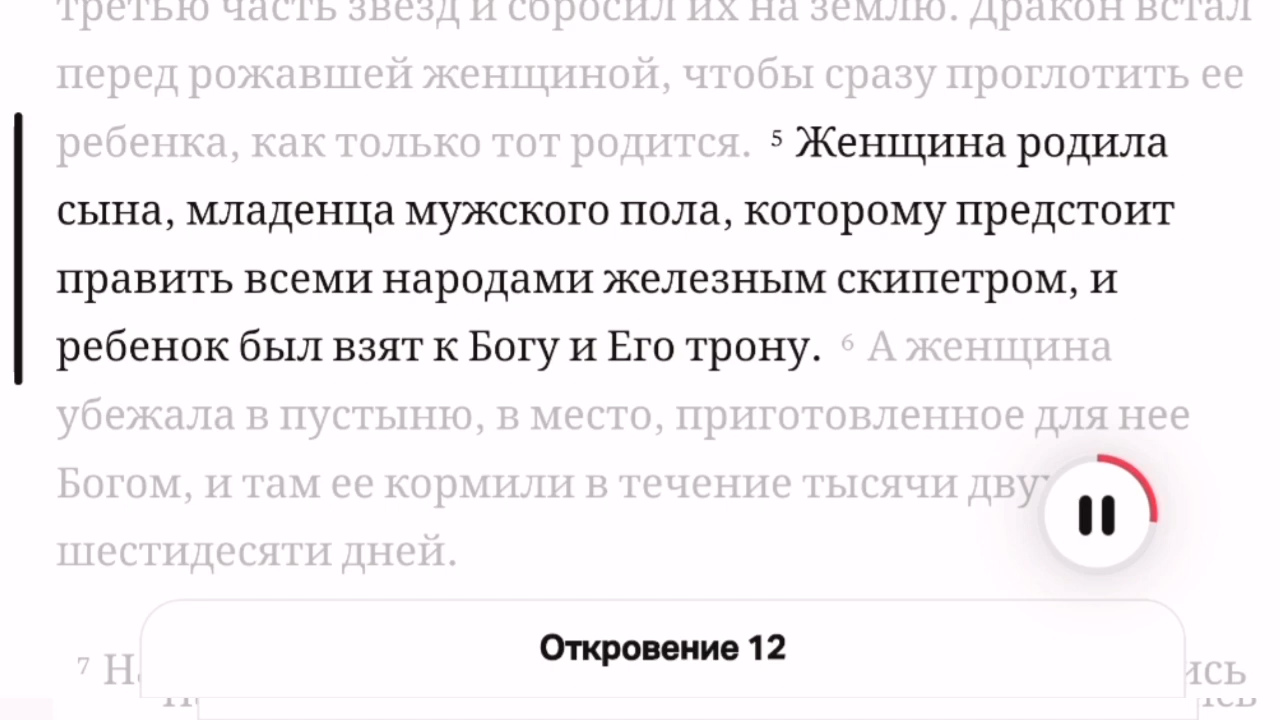 третью часть звезд и сбросил их на землю. Дракон встал
перед рожавшей женщиной, чтобы сразу проглотить ее
ребенка, как только тот родится. ⁵ Женщина родила
сына, младенца мужского пола, которому предстоит
править всеми народами железным скипетром, и
ребенок был взят к Богу и Его трону. ⁶ А женщина
убежала в пустыню, в место, приготовленное для нее
Богом, и там ее кормили в течение тысячи
шестидесяти дней.
Откровение 12
⁷